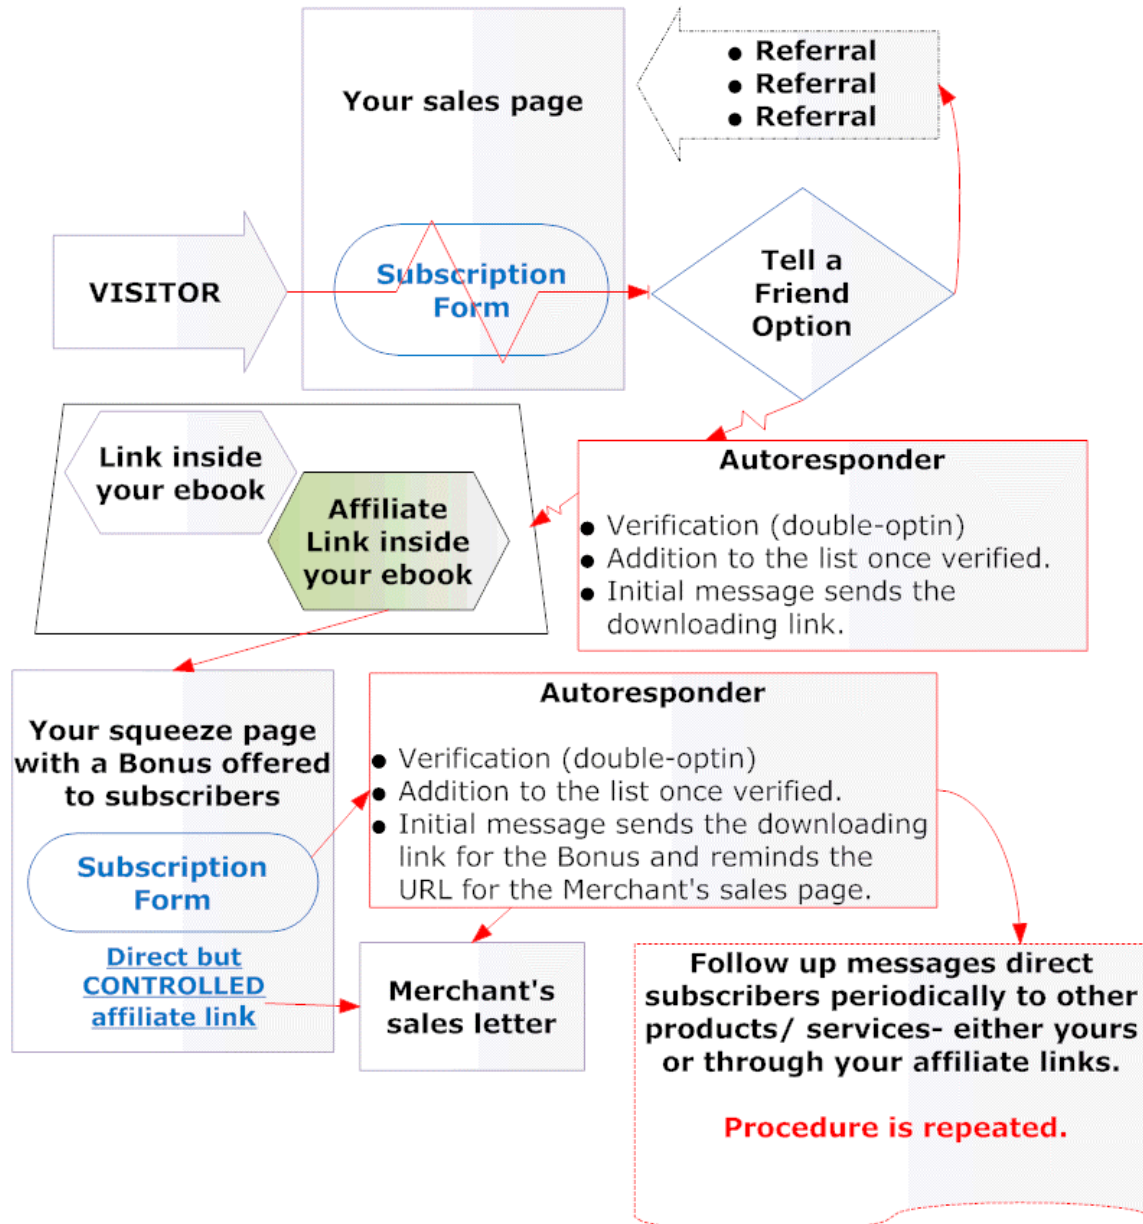 Your sales page
● Referral
● Referral
● Referral
VISITOR
Subscription
Form
Tell a
Friend
Option
Link inside
your ebook
Affiliate
Link inside
your ebook
Autoresponder
● Verification (double-optin)
● Addition to the list once verified.
● Initial message sends the
downloading link.
Your squeeze page
with a Bonus offered
to subscribers
Subscription
Form
Direct but
CONTROLLED
affiliate link
Autoresponder
● Verification (double-optin)
● Addition to the list once verified.
● Initial message sends the downloading
link for the Bonus and reminds the
URL for the Merchant's sales page.
Merchant's
sales letter
Follow up messages direct
subscribers periodically to other
products/ services- either yours
or through your affiliate links.
Procedure is repeated.